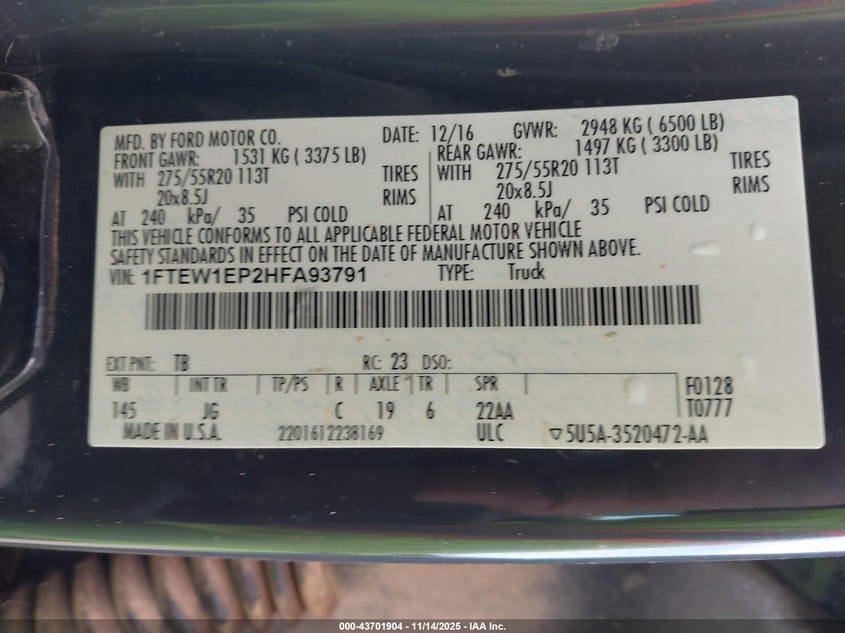 MFD. BY FORD MOTOR CO. DATE: 12/16 GVWR: 2948 KG ( 6500 LB)
FRONT GAWR: 1531 KG ( 3375 LB) REAR GAWR: 1497 KG ( 3300 LB)
WITH 275/55R20 113T TIRES WITH 275/55R20 113T TIRES
20x8.5J RIMS 20x8.5J RIMS
AT 240 kPa/ 35 PSI COLD AT 240 kPa/ 35 PSI COLD
THIS VEHICLE CONFORMS TO ALL APPLICABLE FEDERAL MOTOR VEHICLE
SAFETY STANDARDS IN EFFECT ON THE DATE OF MANUFACTURE SHOWN ABOVE.
VIN: 1FTEW1EP2HFA93791 TYPE: Truck
EXT PNT: TB RC: 23 DSO:
WB INT TR TP/PS R AXLE TR SPR F0128
145 JG C 19 6 22AA T0777
MADE IN U.S.A. 2201612238169 ULC ▽5U5A-3520472-AA
000-43701904 - 11/14/2025 - IAA Inc.